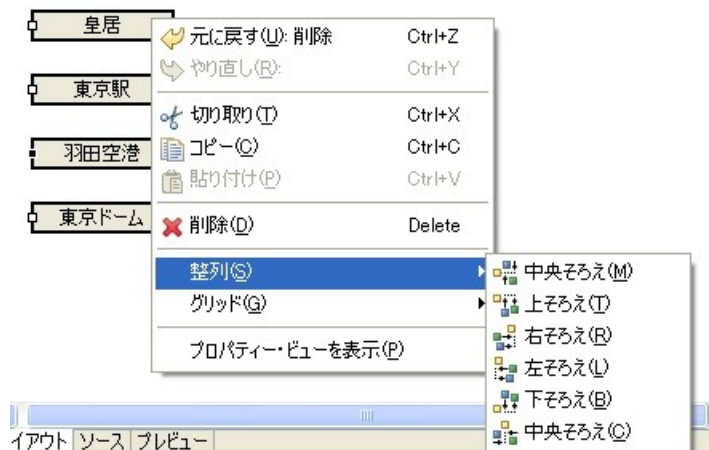 皇居
東京駅
羽田空港
東京ドーム
元に戻す(U): 削除 Ctrl+Z
やり直し(R): Ctrl+Y
切り取り(T) Ctrl+X
コピー(C) Ctrl+C
貼り付け(P) Ctrl+V
削除(D) Delete
整列(S)
グリッド(G)
プロパティー・ビューを表示(P)
中央そろえ(M)
上そろえ(T)
右そろえ(R)
左そろえ(L)
下そろえ(B)
中央そろえ(C)
イアウト ソース プレビュー